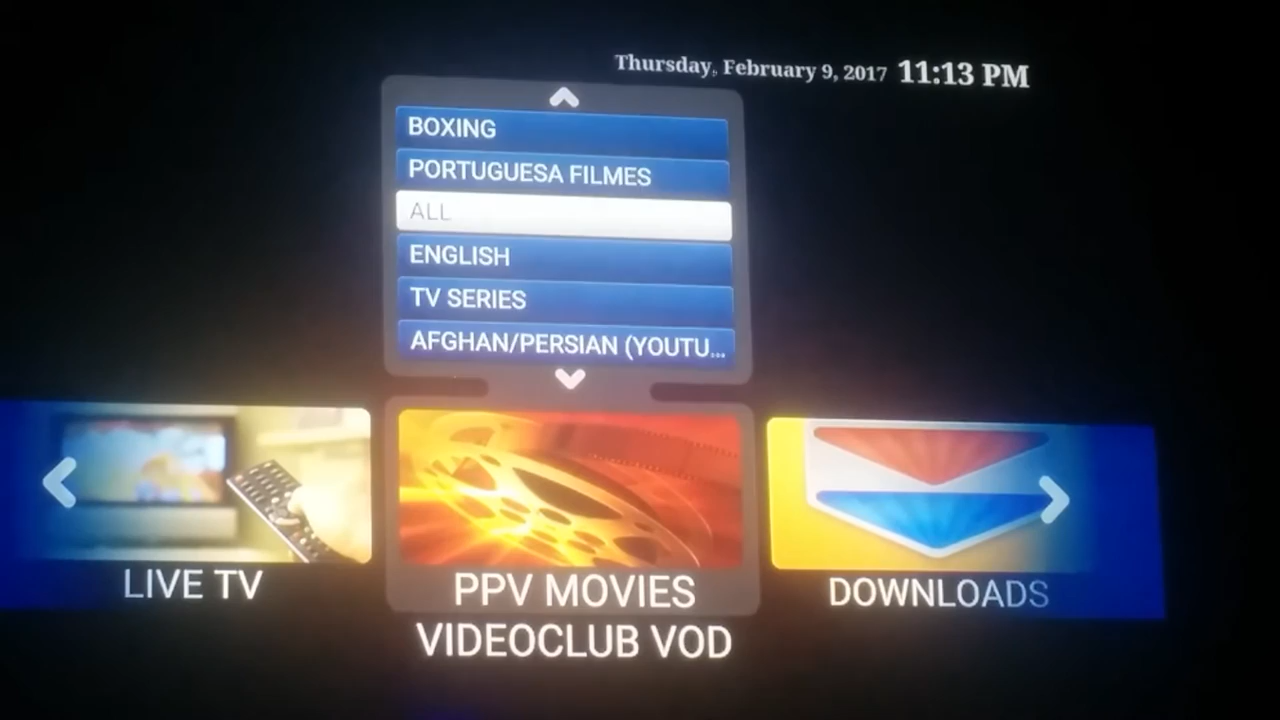 Thursday, February 9, 2017 11:13 PM
BOXING
PORTUGUESA FILMES
ALL
ENGLISH
TV SERIES
AFGHAN/PERSIAN (YOUTU...
LIVE TV
PPV MOVIES
VIDEOCLUB VOD
DOWNLOADS